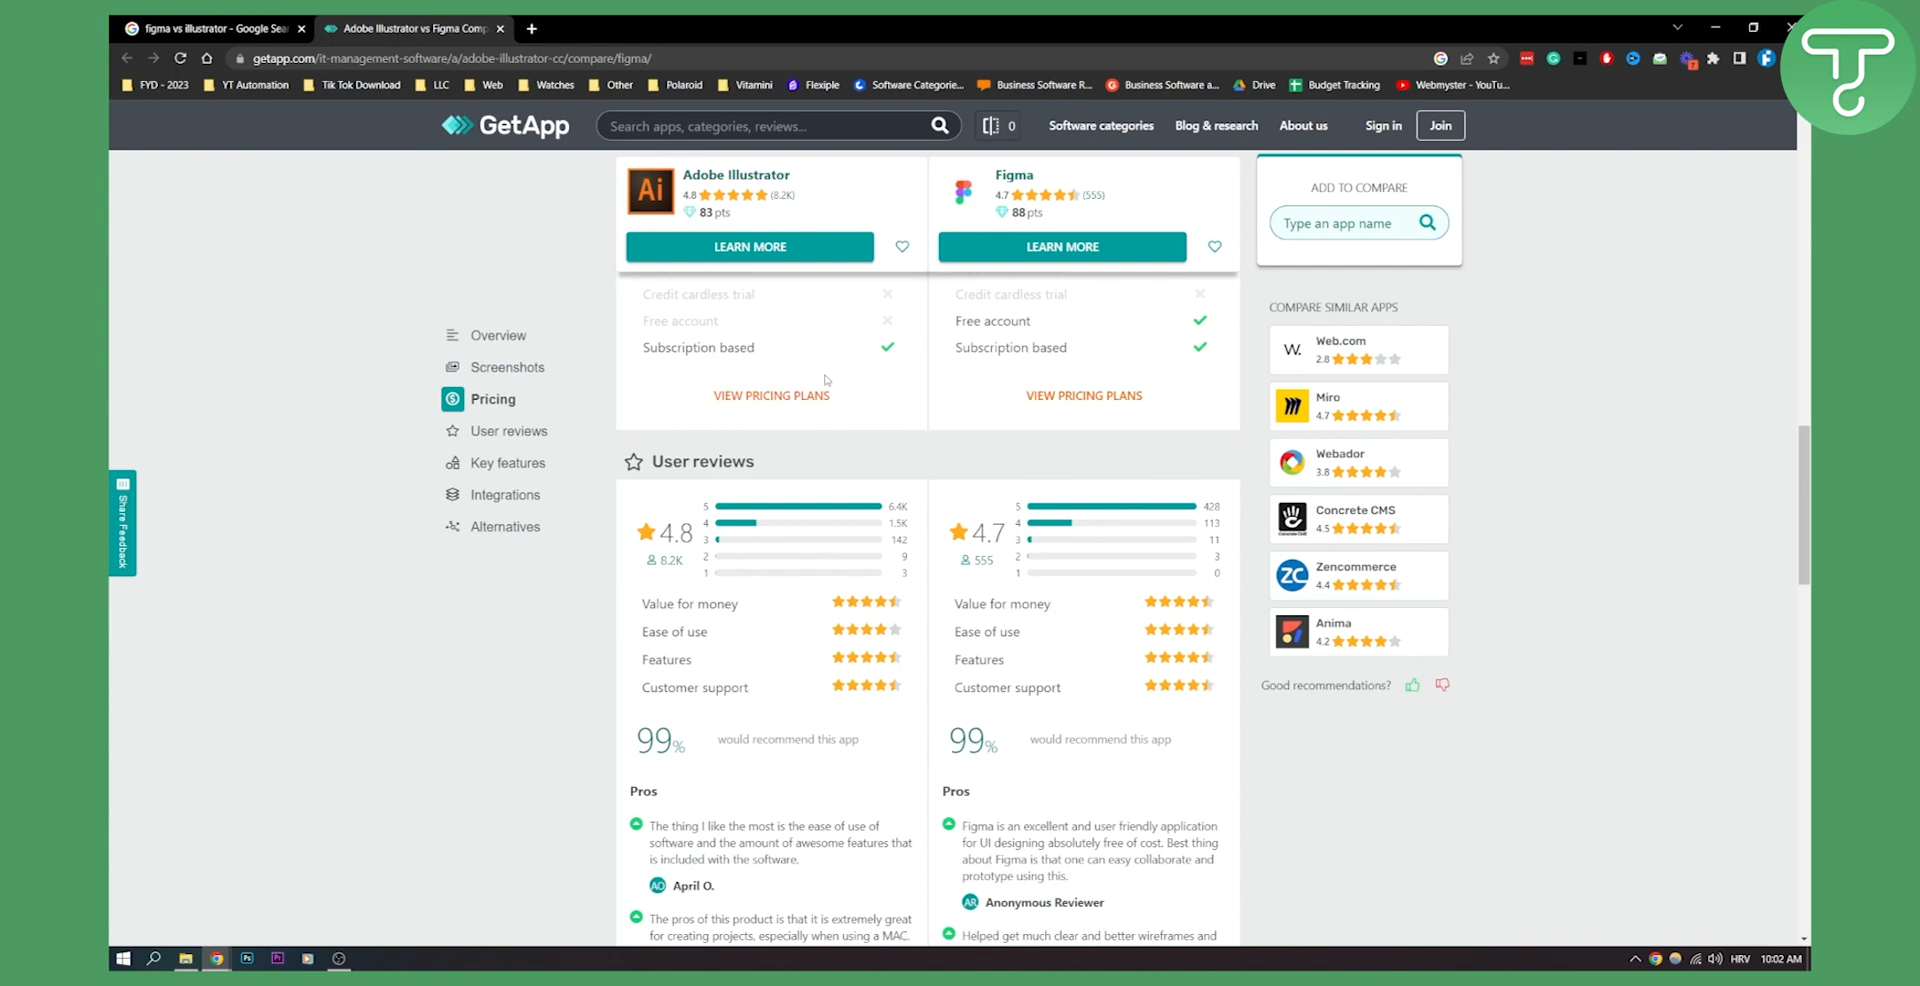 figma vs illustrator - Google Sea
Adobe Illustrator vs Figma Comp
getapp.com/it-management-software/a/adobe-illustrator-cc/compare/figma/
FYD - 2023
YT Automation
Tik Tok Download
LLC
Web
Watches
Other
Polaroid
Vitamini
Flexiple
Software Categorie...
Business Software R...
Business Software a...
Drive
Budget Tracking
Webmyster - YouTu...
GetApp
Search apps, categories, reviews...
0
Software categories
Blog & research
About us
Sign in
Join
Ai
Adobe Illustrator
4.8 (8.2K)
83 pts
LEARN MORE
Figma
4.7 (555)
88 pts
LEARN MORE
ADD TO COMPARE
Type an app name
Credit cardless trial
Free account
Subscription based
VIEW PRICING PLANS
Credit cardless trial
Free account
Subscription based
VIEW PRICING PLANS
Overview
Screenshots
Pricing
User reviews
Key features
Integrations
Alternatives
Share Feedback
COMPARE SIMILAR APPS
W.
Web.com
2.8
Miro
4.7
Webador
3.8
CONCRETE CMS
Concrete CMS
4.5
ZC
Zencommerce
4.4
Anima
4.2
Good recommendations?
User reviews
4.8
8.2K
5 6.4K
4 1.5K
3 142
2 9
1 3
Value for money
Ease of use
Features
Customer support
99% would recommend this app
Pros
The thing I like the most is the ease of use of
software and the amount of awesome features that
is included with the software.
AO April O.
The pros of this product is that it is extremely great
for creating projects, especially when using a MAC.
4.7
555
5 428
4 113
3 11
2 3
1 0
Value for money
Ease of use
Features
Customer support
99% would recommend this app
Pros
Figma is an excellent and user friendly application
for UI designing absolutely free of cost. Best thing
about Figma is that one can easy collaborate and
prototype using this.
AR Anonymous Reviewer
Helped get much clear and better wireframes and
Ps
Pr
HRV
10:02 AM